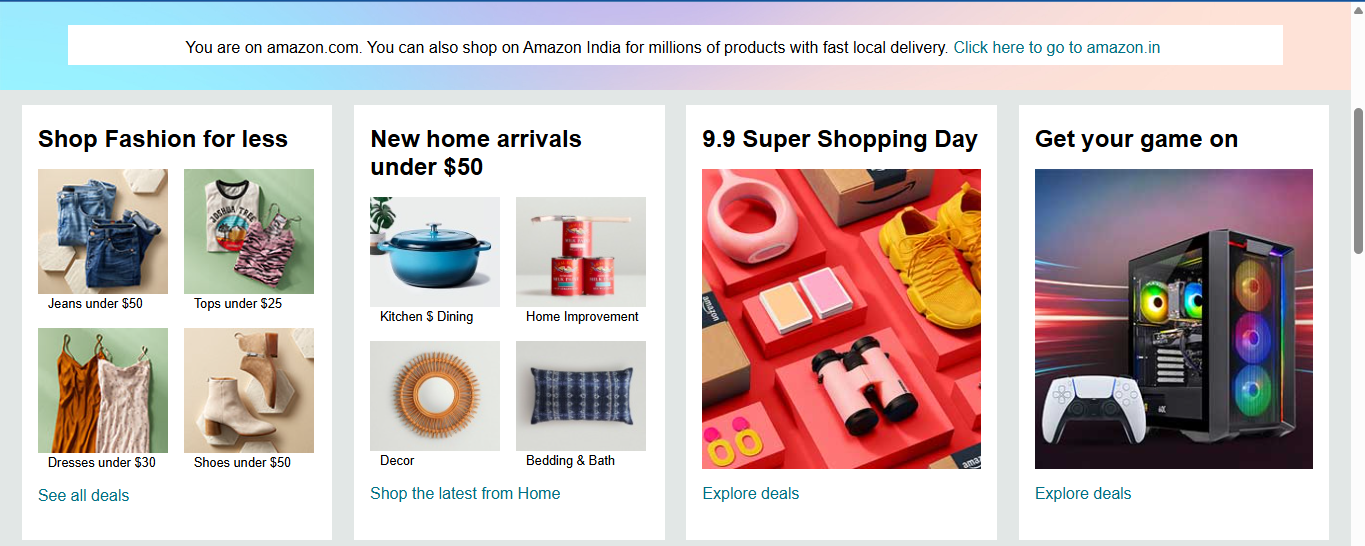 You are on amazon.com. You can also shop on Amazon India for millions of products with fast local delivery. Click here to go to amazon.in
Shop Fashion for less
JOSHUA TREE
Jeans under $50
Tops under $25
Dresses under $30
Shoes under $50
See all deals
New home arrivals
under $50
Kitchen $ Dining
Home Improvement
Decor
Bedding & Bath
Shop the latest from Home
9.9 Super Shopping Day
amazon
amaz
Explore deals
Get your game on
Explore deals